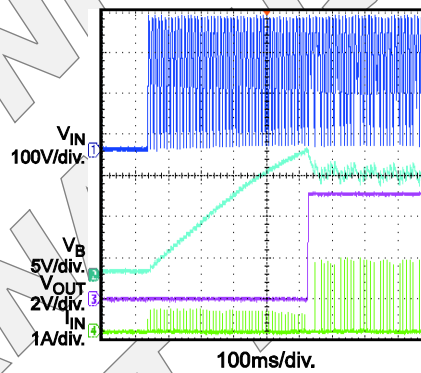 VIN
100V/div.
1
VB
5V/div.
2
VOUT
2V/div.
3
IIN
1A/div.
4
100ms/div.